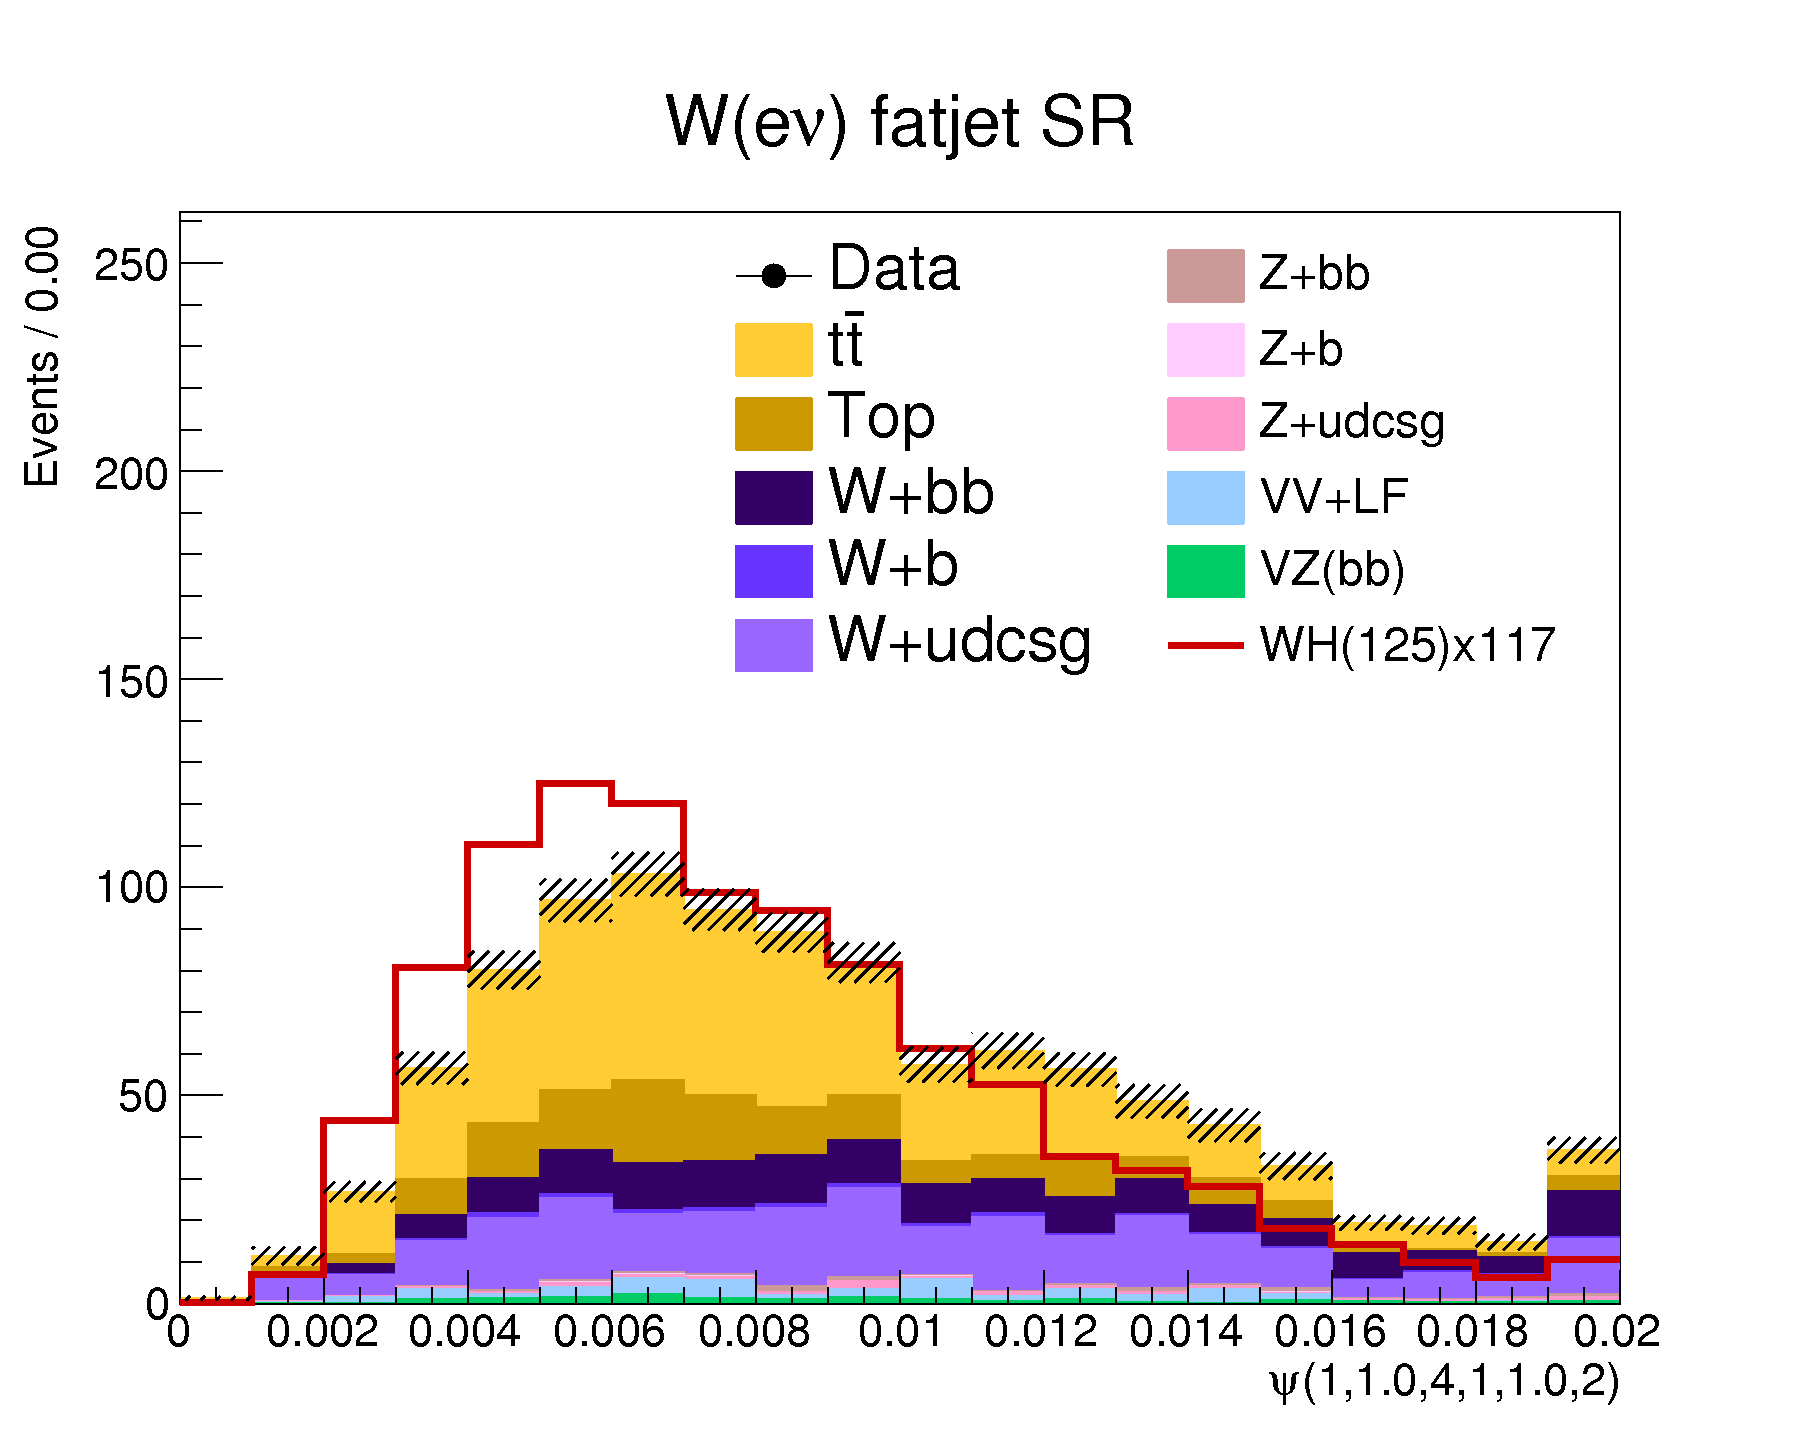 W(eν) fatjet SR
Events / 0.00
250
200
150
100
50
0
Data
tt̄
Top
W+bb
W+b
W+udcsg
Z+bb
Z+b
Z+udcsg
VV+LF
VZ(bb)
WH(125)x117
0 0.002 0.004 0.006 0.008 0.01 0.012 0.014 0.016 0.018 0.02
ψ(1,1.0,4,1,1.0,2)